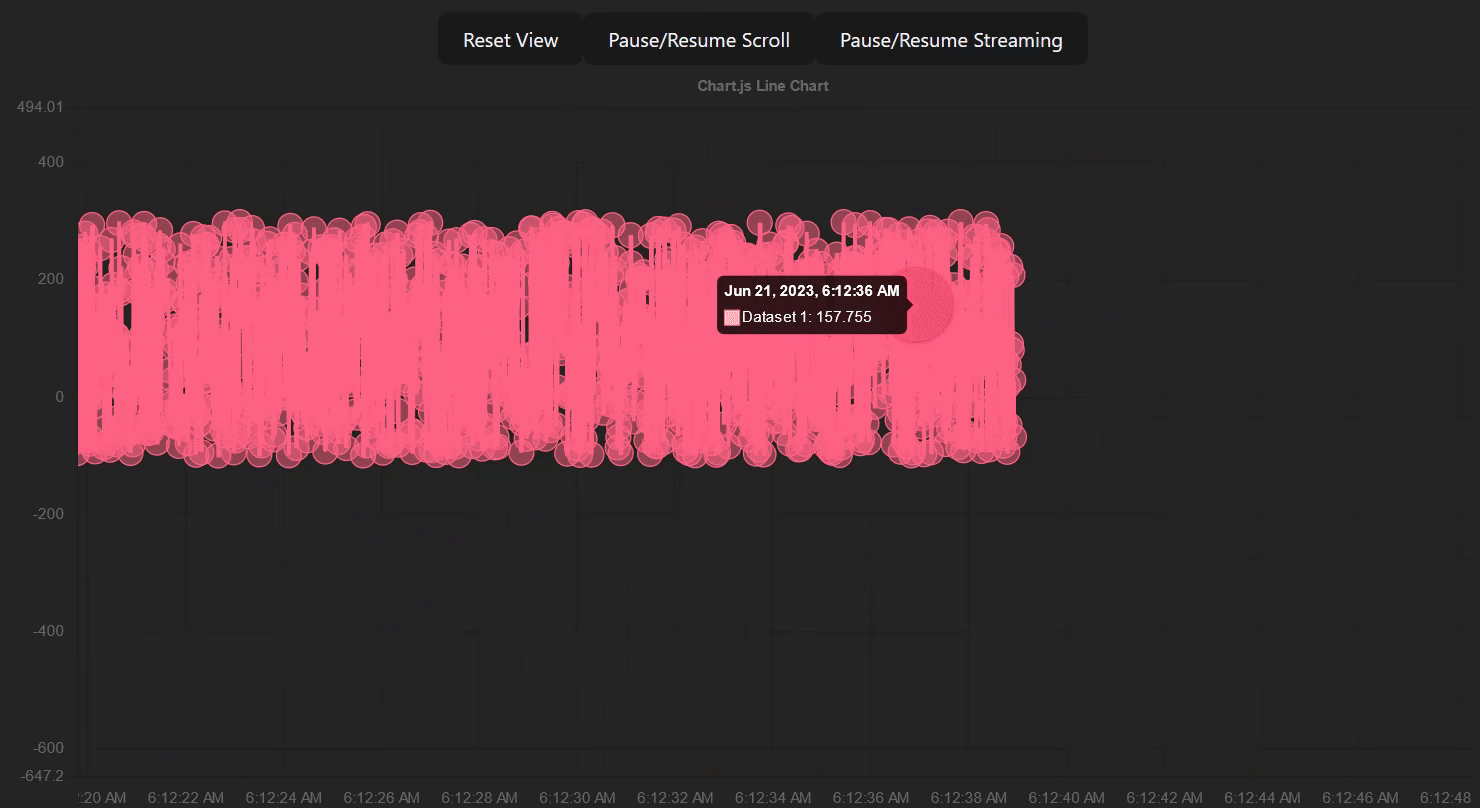 Reset View Pause/Resume Scroll Pause/Resume Streaming
Chart.js Line Chart
494.01
400
200
Jun 21, 2023, 6:12:36 AM
Dataset 1: 157.755
0
-200
-400
-600
-647.2
:20 AM 6:12:22 AM 6:12:24 AM 6:12:26 AM 6:12:28 AM 6:12:30 AM 6:12:32 AM 6:12:34 AM 6:12:36 AM 6:12:38 AM 6:12:40 AM 6:12:42 AM 6:12:44 AM 6:12:46 AM 6:12:48